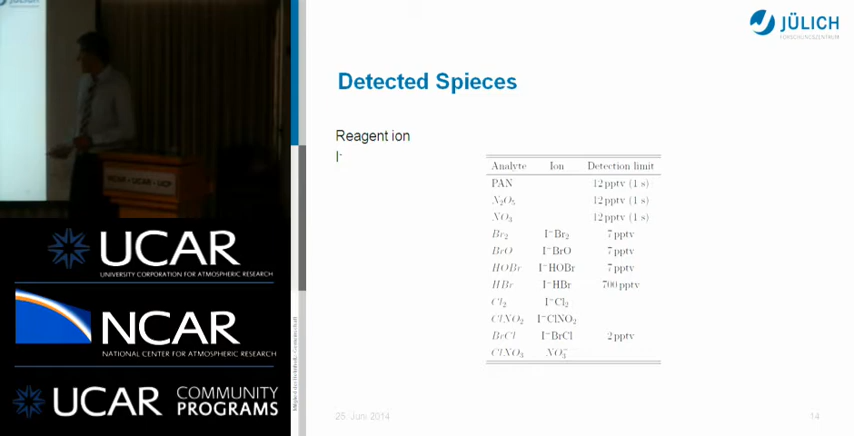 JÜLICH
FORSCHUNGSZENTRUM
Detected Spieces
Reagent ion
I⁻
Analyte Ion Detection limit
PAN 12 pptv (1 s)
N₂O₅ 12 pptv (1 s)
NO₃ 12 pptv (1 s)
Br₂ I⁻Br₂ 7 pptv
BrO I⁻BrO 7 pptv
HOBr I⁻HOBr 7 pptv
HBr I⁻HBr 700 pptv
Cl₂ I⁻Cl₂
ClNO₂ I⁻ClNO₂
BrCl I⁻BrCl 2 pptv
ClNO₃ NO₃⁻
25. Juni 2014
14
NCAR - UCAR - UCP
UCAR
UNIVERSITY CORPORATION FOR ATMOSPHERIC RESEARCH
NCAR
NATIONAL CENTER FOR ATMOSPHERIC RESEARCH
UCAR COMMUNITY
PROGRAMS